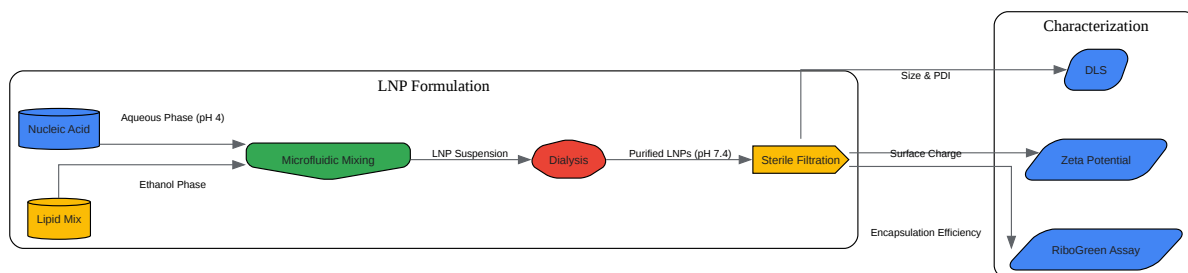 Characterization
LNP Formulation
Size & PDI
DLS
Nucleic Acid
Aqueous Phase (pH 4)
Microfluidic Mixing
LNP Suspension
Dialysis
Purified LNPs (pH 7.4)
Sterile Filtration
Surface Charge
Zeta Potential
Ethanol Phase
Lipid Mix
Encapsulation Efficiency
RiboGreen Assay